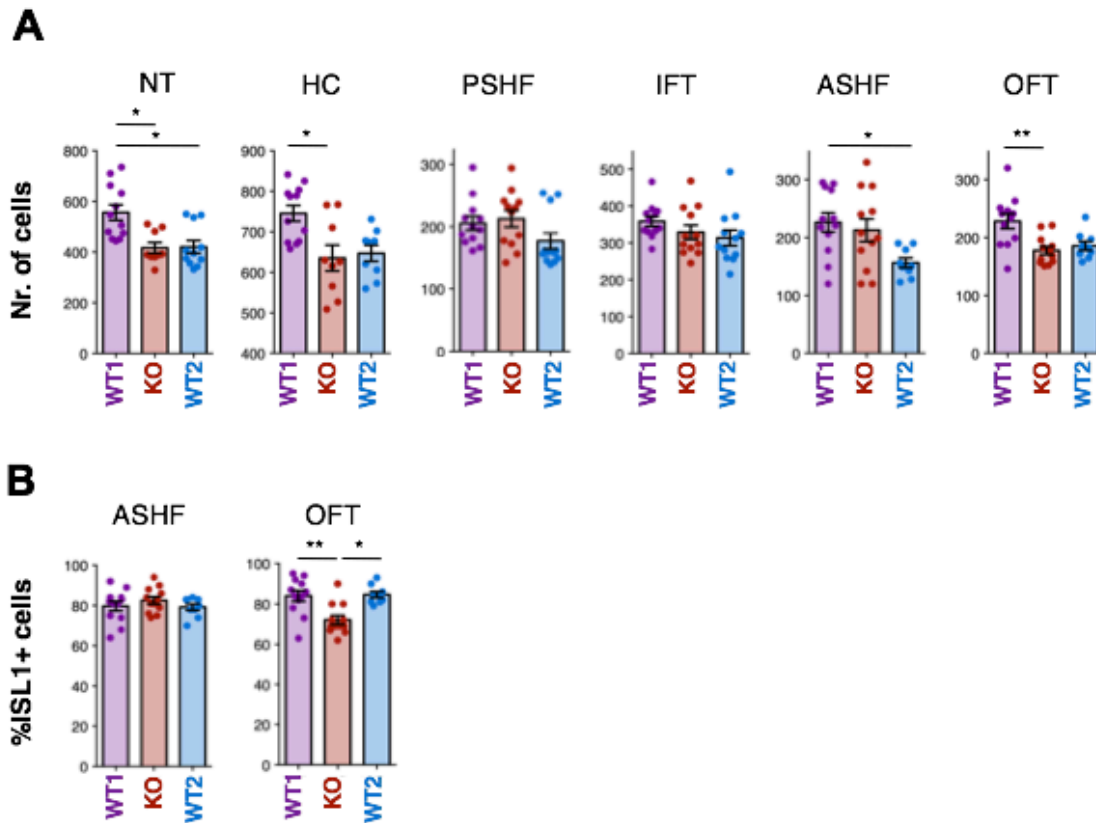 A
NT HC PSHF IFT ASHF OFT
* * * * **
*
Nr. of cells
800 600 400 200 0
900 800 700 600 500 400
300 200 100 0
500 400 300 200 100 0
300 200 100 0
300 200 100 0
WT1 KO WT2 WT1 KO WT2 WT1 KO WT2 WT1 KO WT2 WT1 KO WT2 WT1 KO WT2
B
ASHF OFT
** *
%ISL1+ cells
100 80 60 40 20 0
100 80 60 40 20 0
WT1 KO WT2 WT1 KO WT2